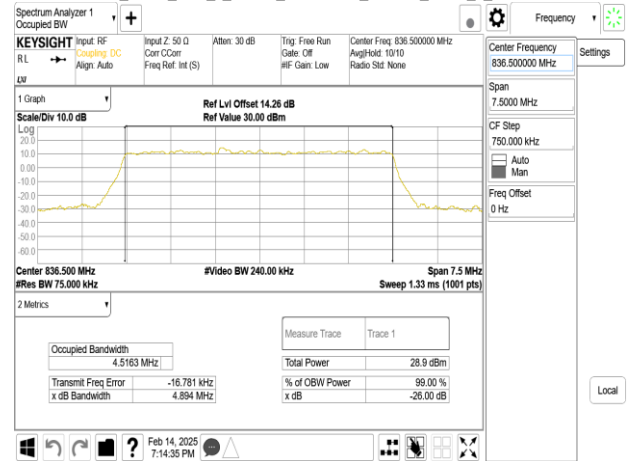 Spectrum Analyzer 1
Occupied BW
Frequency
KEYSIGHT
Input: RF
Coupling: DC
Align: Auto
Input Z: 50 Ω
Corr CCorr
Freq Ref: Int (S)
Atten: 30 dB
Trig: Free Run
Gate: Off
#IF Gain: Low
Center Freq: 836.500000 MHz
Avg|Hold: 10/10
Radio Std: None
RL
LXI
Center Frequency
836.500000 MHz
Settings
Span
7.5000 MHz
CF Step
750.000 kHz
Auto
Man
Freq Offset
0 Hz
1 Graph
Scale/Div 10.0 dB
Ref Lvl Offset 14.26 dB
Ref Value 30.00 dBm
Log
20.0
10.0
0.00
-10.0
-20.0
-30.0
-40.0
-50.0
-60.0
Center 836.500 MHz
#Res BW 75.000 kHz
#Video BW 240.00 kHz
Span 7.5 MHz
Sweep 1.33 ms (1001 pts)
2 Metrics
Measure Trace Trace 1
Occupied Bandwidth
4.5163 MHz
Total Power 28.9 dBm
Transmit Freq Error -16.781 kHz
% of OBW Power 99.00 %
x dB Bandwidth 4.894 MHz
x dB -26.00 dB
Local
Feb 14, 2025
7:14:35 PM